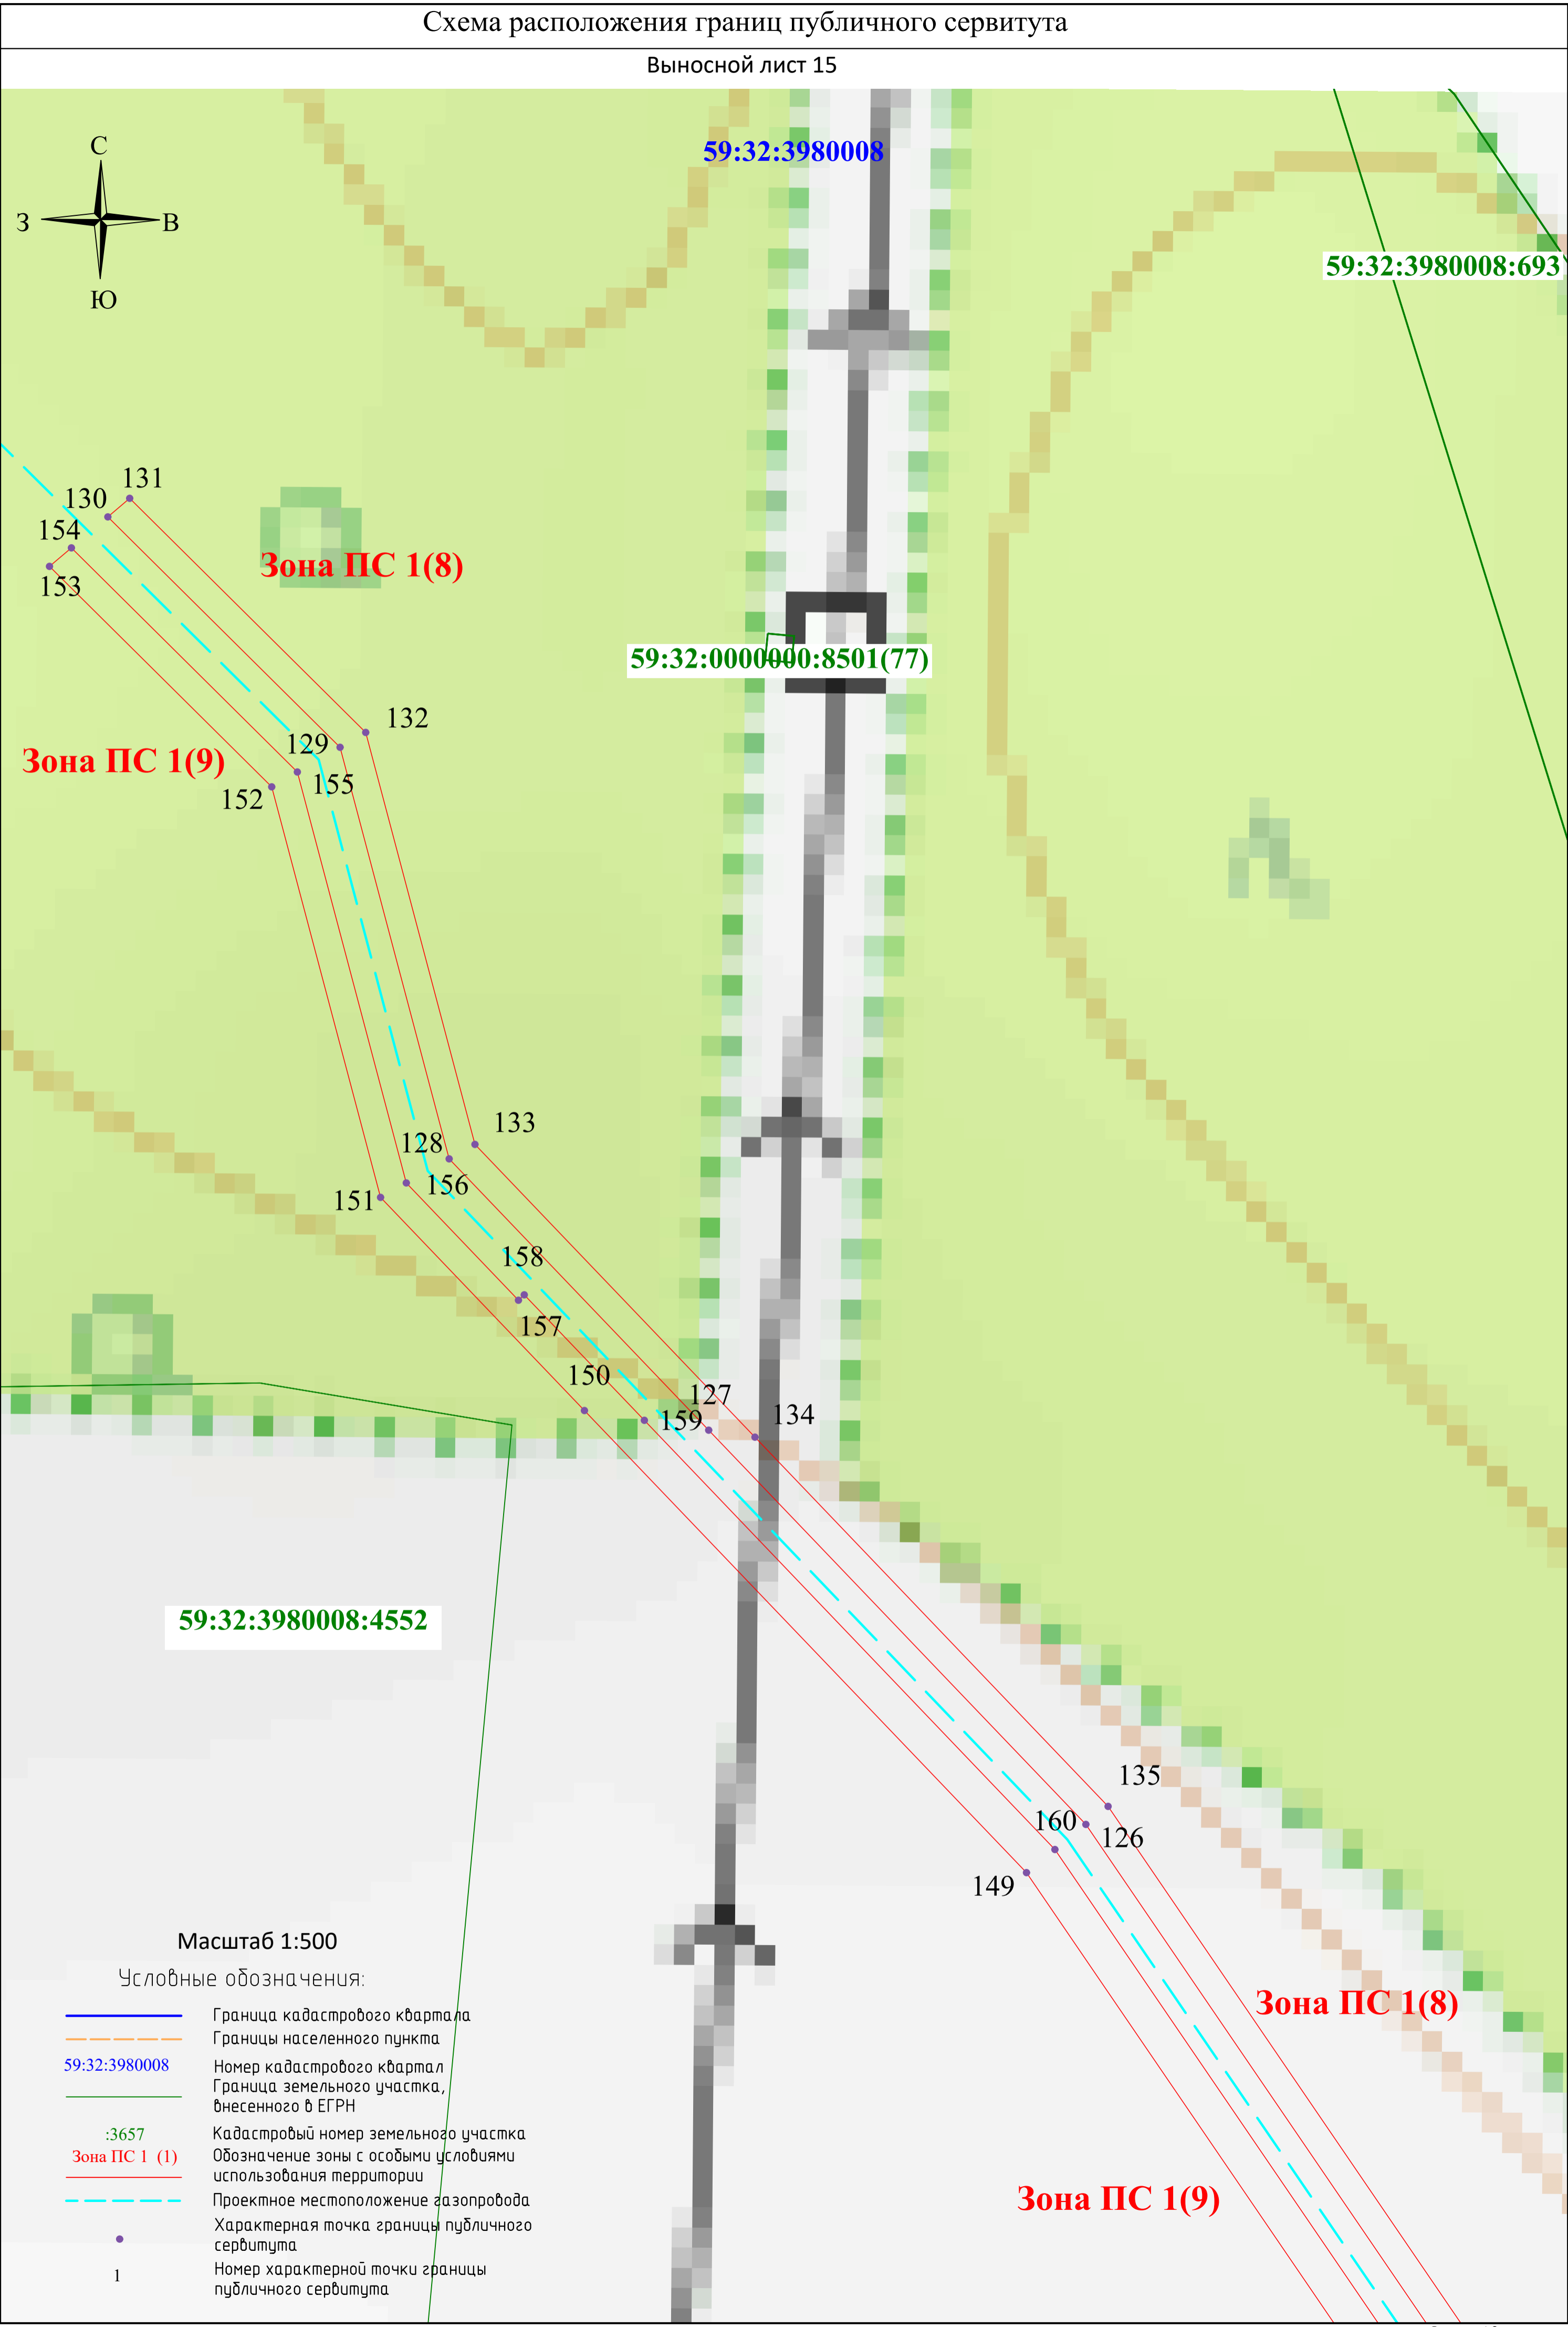 Схема расположения границ публичного сервитута
Выносной лист 15
С
59:32:3980008
З
В
59:32:3980008:693
Ю
131
130
154
Зона ПС 1(8)
153
59:32:0000000:8501(77)
132
129
Зона ПС 1(9)
155
152
133
128
156
151
158
157
150
127
134
159
59:32:3980008:4552
135
160
126
149
Масштаб 1:500
Условные обозначения:
Зона ПС 1(8)
Граница кадастрового квартала
Границы населенного пункта
59:32:3980008 Номер кадастрового квартал
Граница земельного участка,
внесенного в ЕГРН
:3657 Кадастровый номер земельного участка
Зона ПС 1 (1) Обозначение зоны с особыми условиями
использования территории
Зона ПС 1(9)
Проектное местоположение газопровода
Характерная точка границы публичного
сервитута
1 Номер характерной точки границы
публичного сервитута